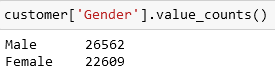 customer['Gender'].value_counts()
Male 26562
Female 22609